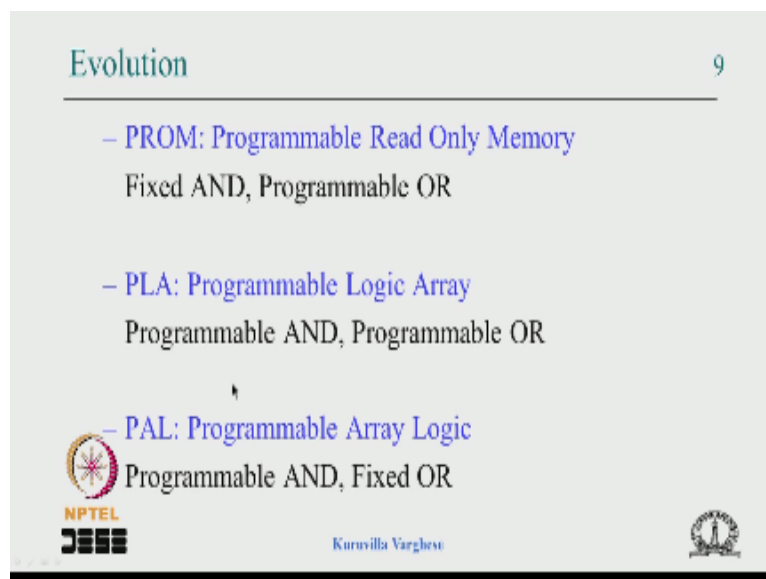 Evolution 9
– PROM: Programmable Read Only Memory
Fixed AND, Programmable OR
– PLA: Programmable Logic Array
Programmable AND, Programmable OR
– PAL: Programmable Array Logic
Programmable AND, Fixed OR
NPTEL
DESE
Kuruvilla Varghese